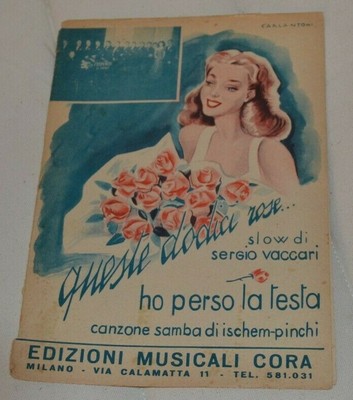 queste dodici rose...
slow di
sergio vaccari
ho perso la testa
canzone samba di ischem-pinchi
EDIZIONI MUSICALI CORA
MILANO - VIA CALAMATTA 11 - TEL. 581.031